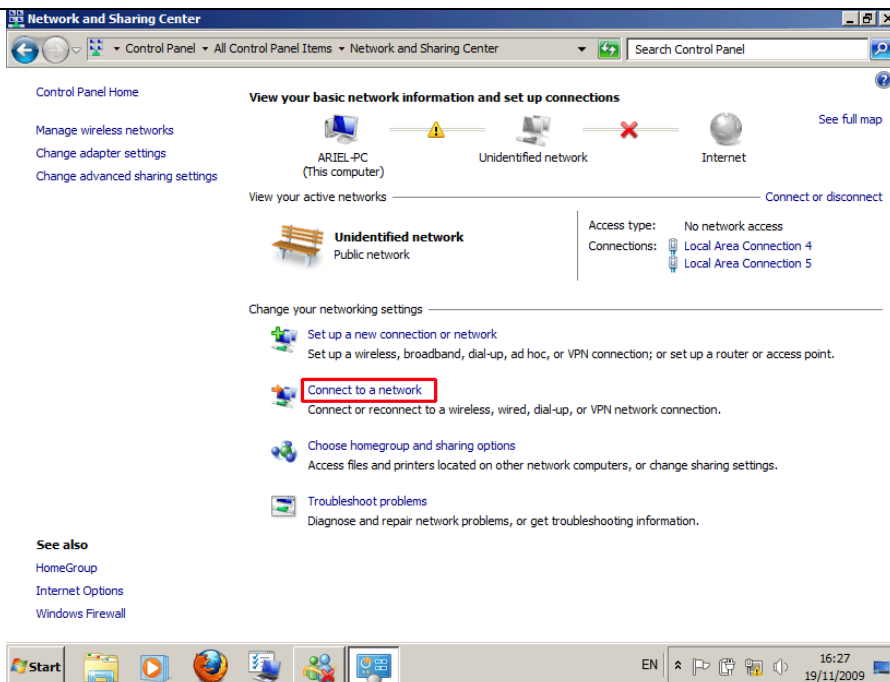 Network and Sharing Center
Control Panel All Control Panel Items Network and Sharing Center
Search Control Panel
Control Panel Home
Manage wireless networks
Change adapter settings
Change advanced sharing settings
View your basic network information and set up connections
See full map
ARIEL-PC
(This computer)
Unidentified network
Internet
View your active networks
Connect or disconnect
Unidentified network
Public network
Access type: No network access
Connections: Local Area Connection 4
Local Area Connection 5
Change your networking settings
Set up a new connection or network
Set up a wireless, broadband, dial-up, ad hoc, or VPN connection; or set up a router or access point.
Connect to a network
Connect or reconnect to a wireless, wired, dial-up, or VPN network connection.
Choose homegroup and sharing options
Access files and printers located on other network computers, or change sharing settings.
Troubleshoot problems
Diagnose and repair network problems, or get troubleshooting information.
See also
HomeGroup
Internet Options
Windows Firewall
Start
EN
16:27
19/11/2009